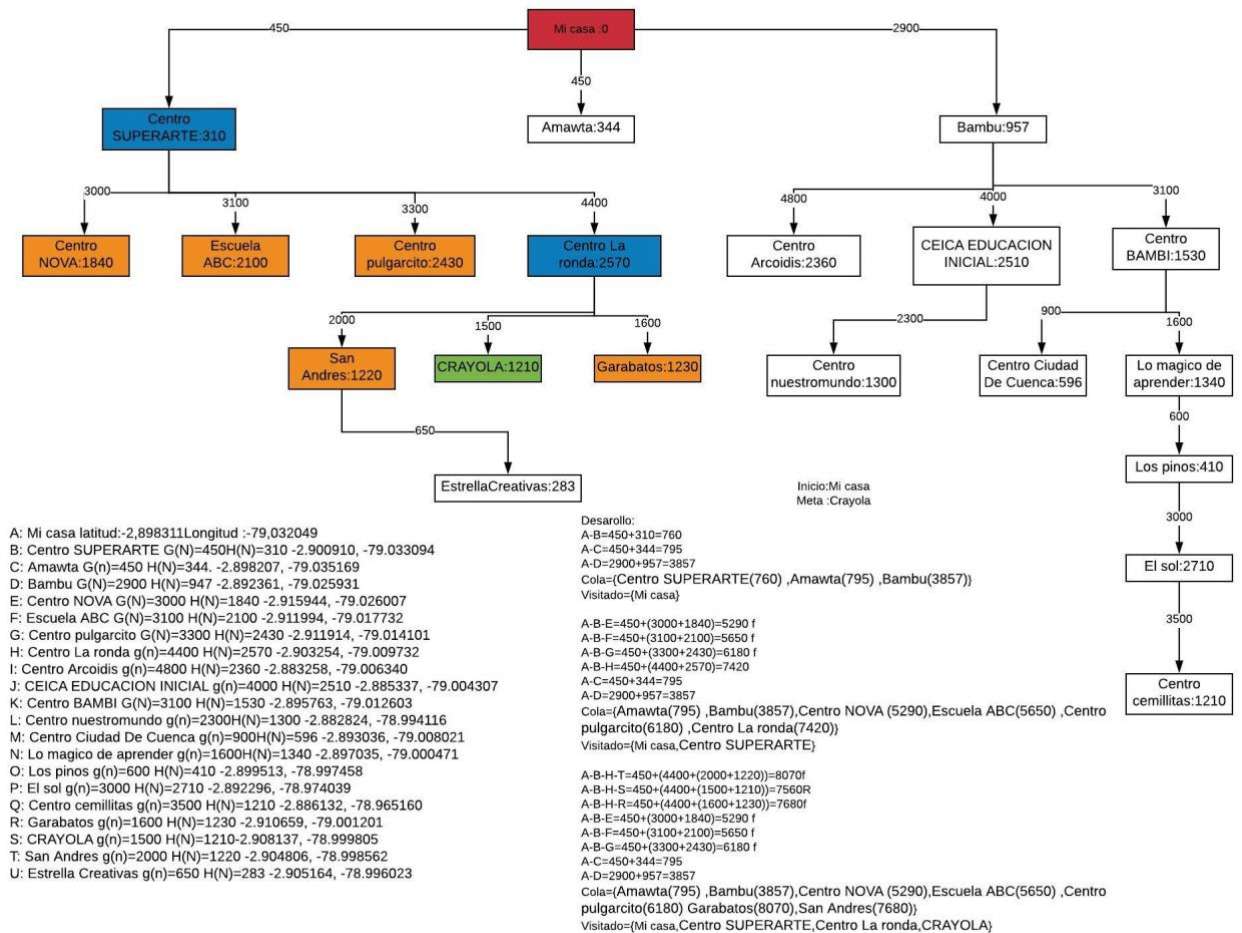 450
Mi casa :0
2900
450
Centro
SUPERARTE:310
Amawta:344
Bambu:957
3000
3100
3300
4400
4800
4000
3100
Centro
NOVA:1840
Escuela
ABC:2100
Centro
pulgarcito:2430
Centro La
ronda:2570
Centro
Arcoidis:2360
CEICA EDUCACION
INICIAL:2510
Centro
BAMBI:1530
2000
1500
1600
2300
900
1600
San
Andres:1220
CRAYOLA:1210
Garabatos:1230
Centro
nuestromundo:1300
Centro Ciudad
De Cuenca:596
Lo magico de
aprender:1340
650
600
EstrellaCreativas:283
Los pinos:410
3000
El sol:2710
3500
Centro
cemillitas:1210
Inicio:Mi casa
Meta :Crayola
A: Mi casa latitud:-2,898311Longitud :-79,032049
B: Centro SUPERARTE G(N)=450H(N)=310 -2.900910, -79.033094
C: Amawta G(n)=450 H(N)=344. -2.898207, -79.035169
D: Bambu G(N)=2900 H(N)=947 -2.892361, -79.025931
E: Centro NOVA G(N)=3000 H(N)=1840 -2.915944, -79.026007
F: Escuela ABC G(N)=3100 H(N)=2100 -2.911994, -79.017732
G: Centro pulgarcito G(N)=3300 H(N)=2430 -2.911914, -79.014101
H: Centro La ronda g(n)=4400 H(N)=2570 -2.903254, -79.009732
I: Centro Arcoidis g(n)=4800 H(N)=2360 -2.883258, -79.006340
J: CEICA EDUCACION INICIAL g(n)=4000 H(N)=2510 -2.885337, -79.004307
K: Centro BAMBI G(N)=3100 H(N)=1530 -2.895763, -79.012603
L: Centro nuestromundo g(n)=2300H(N)=1300 -2.882824, -78.994116
M: Centro Ciudad De Cuenca g(n)=900H(N)=596 -2.893036, -79.008021
N: Lo magico de aprender g(n)=1600H(N)=1340 -2.897035, -79.000471
O: Los pinos g(n)=600 H(N)=410 -2.899513, -78.997458
P: El sol g(n)=3000 H(N)=2710 -2.892296, -78.974039
Q: Centro cemillitas g(n)=3500 H(N)=1210 -2.886132, -78.965160
R: Garabatos g(n)=1600 H(N)=1230 -2.910659, -79.001201
S: CRAYOLA g(n)=1500 H(N)=1210-2.908137, -78.999805
T: San Andres g(n)=2000 H(N)=1220 -2.904806, -78.998562
U: Estrella Creativas g(n)=650 H(N)=283 -2.905164, -78.996023
Desarollo:
A-B=450+310=760
A-C=450+344=795
A-D=2900+957=3857
Cola={Centro SUPERARTE(760) ,Amawta(795) ,Bambu(3857)}
Visitado={Mi casa}
A-B-E=450+(3000+1840)=5290 f
A-B-F=450+(3100+2100)=5650 f
A-B-G=450+(3300+2430)=6180 f
A-B-H=450+(4400+2570)=7420
A-C=450+344=795
A-D=2900+957=3857
Cola={Amawta(795) ,Bambu(3857),Centro NOVA (5290),Escuela ABC(5650) ,Centro
pulgarcito(6180) ,Centro La ronda(7420)}
Visitado={Mi casa,Centro SUPERARTE}
A-B-H-T=450+(4400+(2000+1220))=8070f
A-B-H-S=450+(4400+(1500+1210))=7560R
A-B-H-R=450+(4400+(1600+1230))=7680f
A-B-E=450+(3000+1840)=5290 f
A-B-F=450+(3100+2100)=5650 f
A-B-G=450+(3300+2430)=6180 f
A-C=450+344=795
A-D=2900+957=3857
Cola={Amawta(795) ,Bambu(3857),Centro NOVA (5290),Escuela ABC(5650) ,Centro
pulgarcito(6180) Garabatos(8070),San Andres(7680)}
Visitado={Mi casa,Centro SUPERARTE,Centro La ronda,CRAYOLA}